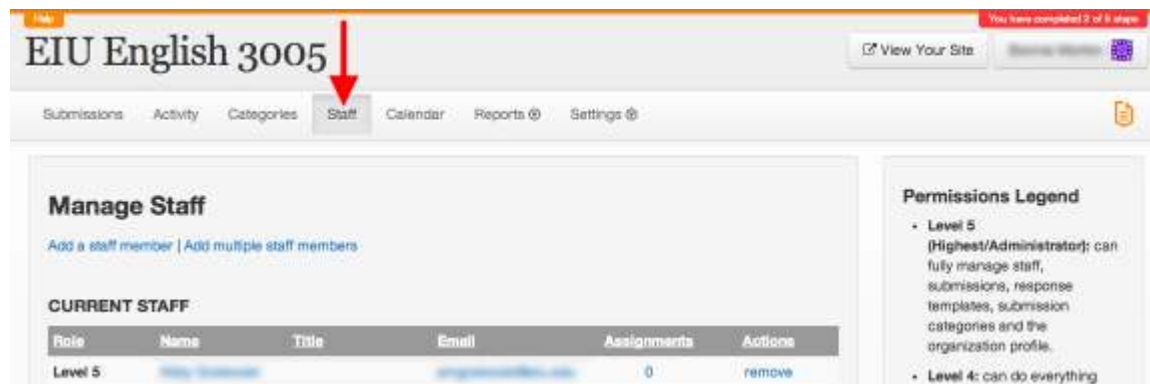 Help
You have completed 2 of 5 steps
EIU English 3005
View Your Site
Submissions Activity Categories Staff Calendar Reports Settings
Manage Staff
Add a staff member | Add multiple staff members
CURRENT STAFF
Role Name Title Email Assignments Actions
Level 5 0 remove
Permissions Legend
• Level 5
(Highest/Administrator): can
fully manage staff,
submissions, response
templates, submission
categories and the
organization profile.
• Level 4: can do everything